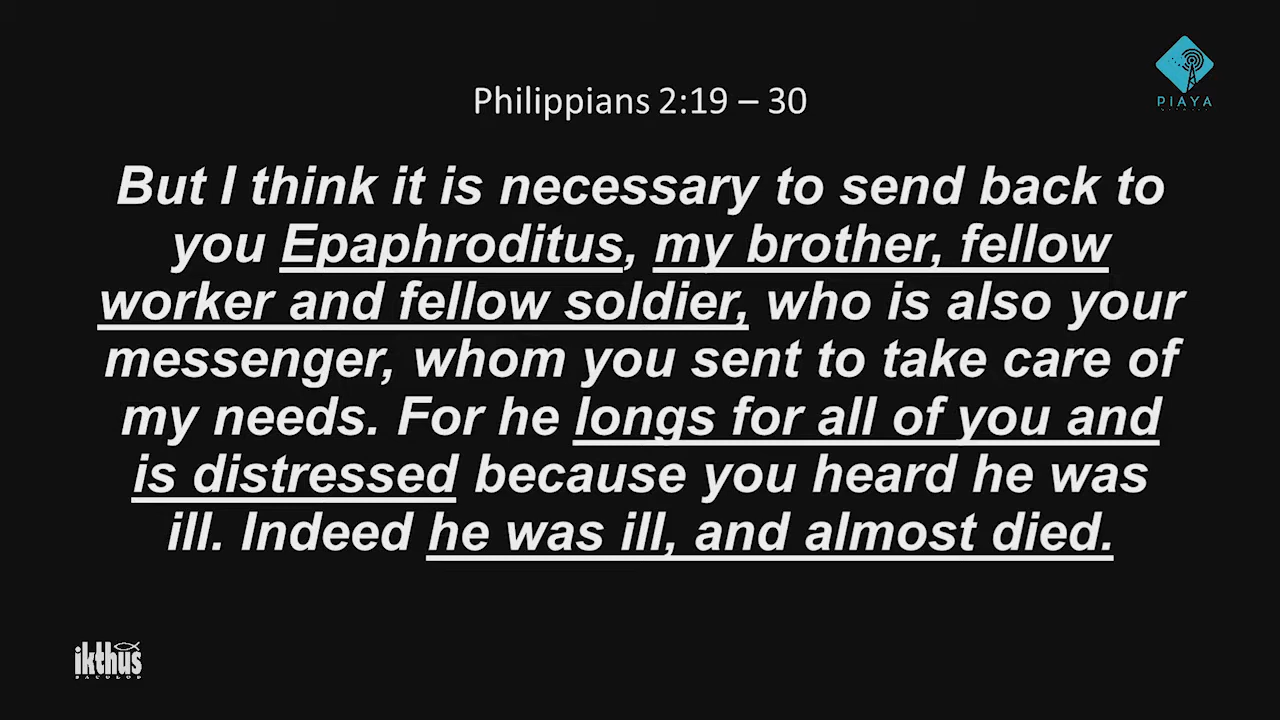 Philippians 2:19 – 30
PIAYA
But I think it is necessary to send back to
you Epaphroditus, my brother, fellow
worker and fellow soldier, who is also your
messenger, whom you sent to take care of
my needs. For he longs for all of you and
is distressed because you heard he was
ill. Indeed he was ill, and almost died.
ikthus
BACOLOD